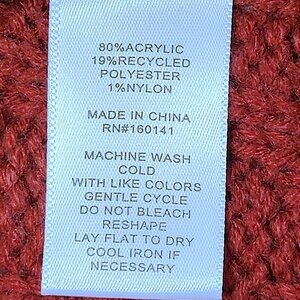 80%ACRYLIC
19%RECYCLED
POLYESTER
1%NYLON
MADE IN CHINA
RN#160141
MACHINE WASH
COLD
WITH LIKE COLORS
GENTLE CYCLE
DO NOT BLEACH
RESHAPE
LAY FLAT TO DRY
COOL IRON IF
NECESSARY